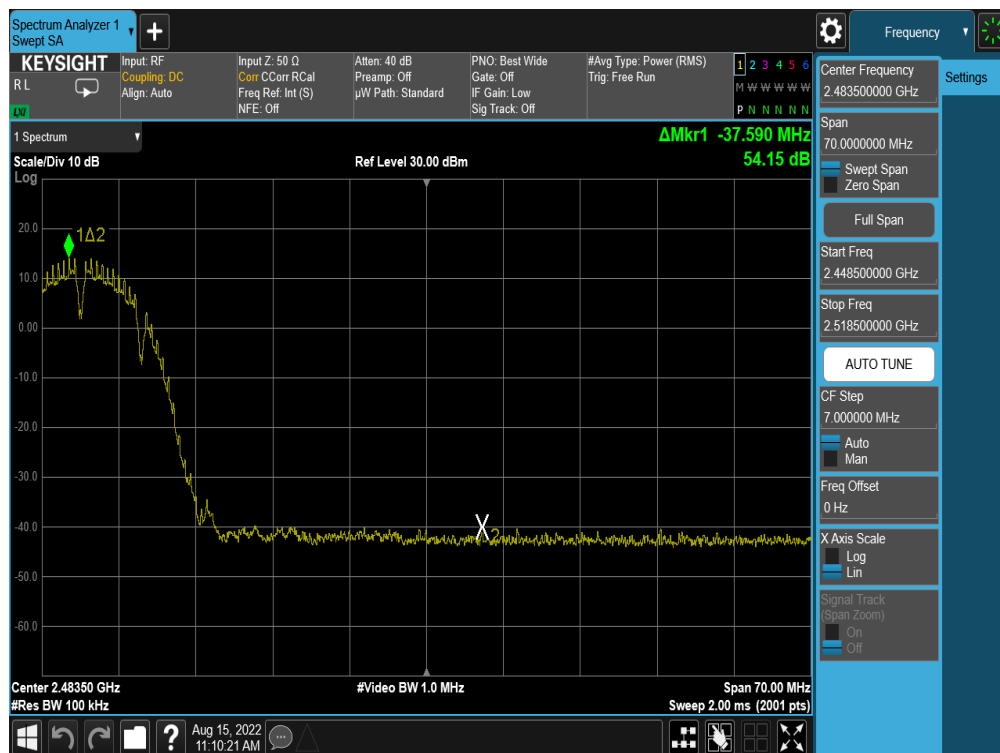 Spectrum Analyzer 1
Swept SA
+
Frequency
KEYSIGHT
R L
LXI
Input: RF
Coupling: DC
Align: Auto
Input Z: 50 Ω
Corr CCorr RCal
Freq Ref: Int (S)
NFE: Off
Atten: 40 dB
Preamp: Off
µW Path: Standard
PNO: Best Wide
Gate: Off
IF Gain: Low
Sig Track: Off
#Avg Type: Power (RMS)
Trig: Free Run
1 2 3 4 5 6
M W W W W W
P N N N N N
1 Spectrum
Scale/Div 10 dB
Log
Ref Level 30.00 dBm
ΔMkr1 -37.590 MHz
54.15 dB
20.0
10.0
0.00
-10.0
-20.0
-30.0
-40.0
-50.0
-60.0
1Δ2
X2
Center 2.48350 GHz
#Res BW 100 kHz
#Video BW 1.0 MHz
Span 70.00 MHz
Sweep 2.00 ms (2001 pts)
Center Frequency
2.483500000 GHz
Settings
Span
70.0000000 MHz
Swept Span
Zero Span
Full Span
Start Freq
2.448500000 GHz
Stop Freq
2.518500000 GHz
AUTO TUNE
CF Step
7.000000 MHz
Auto
Man
Freq Offset
0 Hz
X Axis Scale
Log
Lin
Signal Track
(Span Zoom)
On
Off
?
Aug 15, 2022
11:10:21 AM